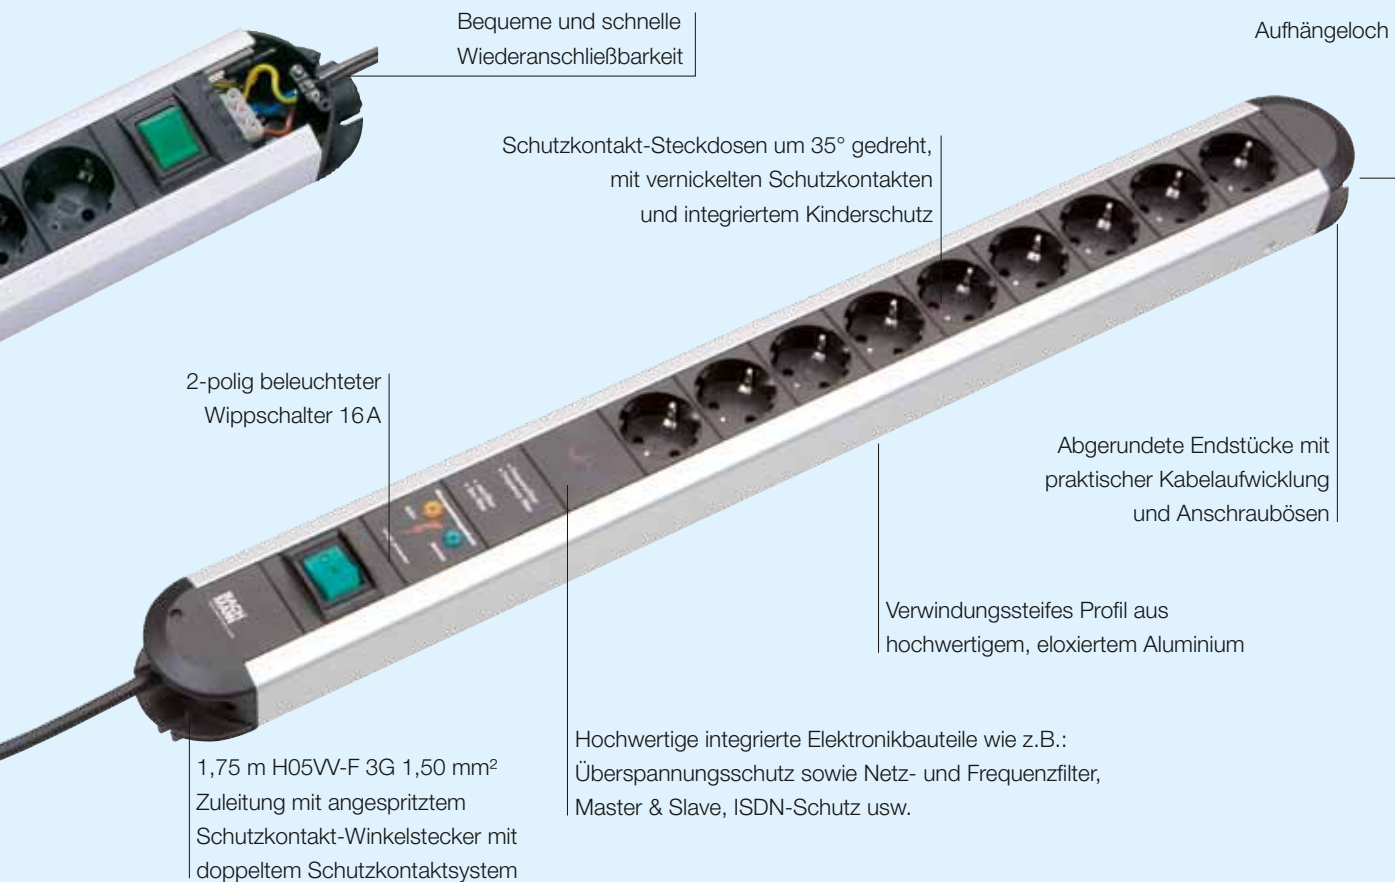 Bequeme und schnelle
Wiederanschließbarkeit
Aufhängeloch
Schutzkontakt-Steckdosen um 35° gedreht,
mit vernickelten Schutzkontakten
und integriertem Kinderschutz
2-polig beleuchteter
Wippschalter 16 A
Abgerundete Endstücke mit
praktischer Kabelaufwicklung
und Anschraubösen
Verwindungssteifes Profil aus
hochwertigem, eloxiertem Aluminium
Hochwertige integrierte Elektronikbauteile wie z.B.:
Überspannungsschutz sowie Netz- und Frequenzfilter,
Master & Slave, ISDN-Schutz usw.
1,75 m H05VV-F 3G 1,50 mm²
Zuleitung mit angespritztem
Schutzkontakt-Winkelstecker mit
doppeltem Schutzkontaktsystem